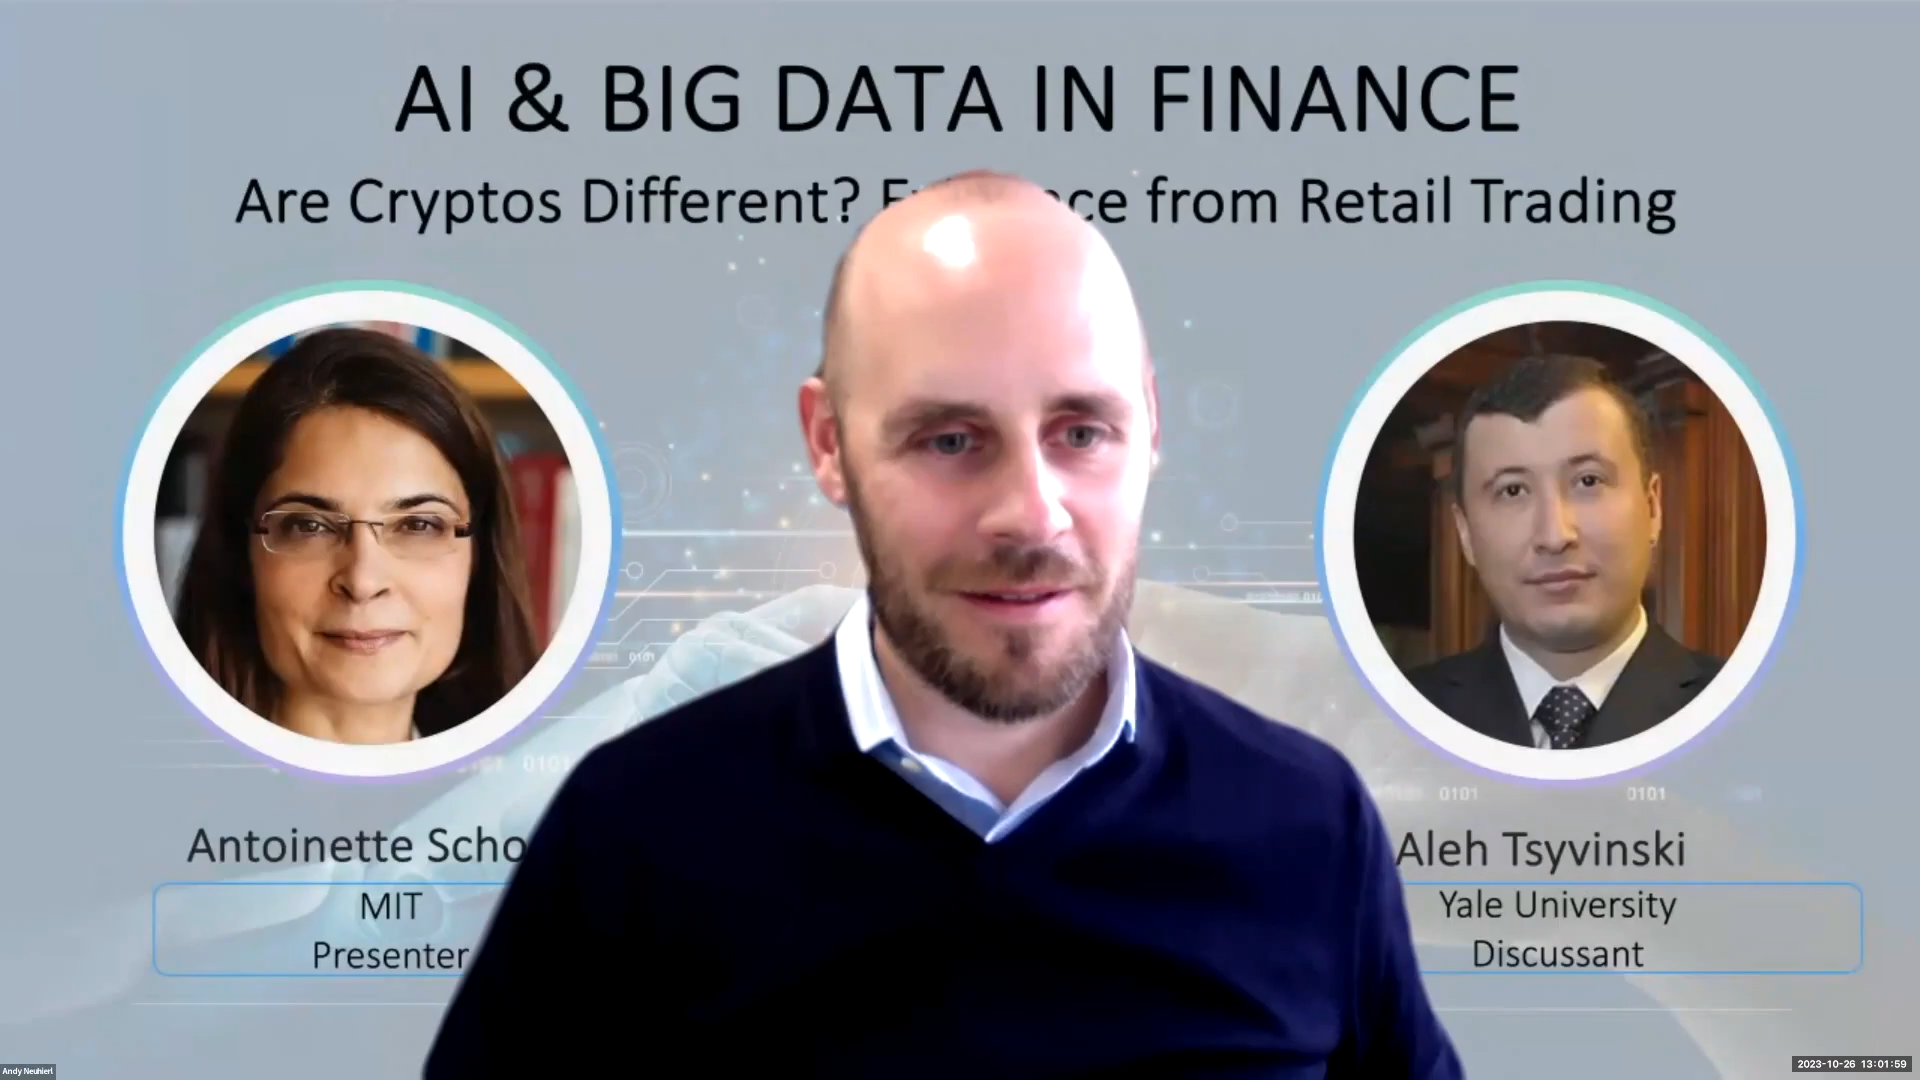 AI & BIG DATA IN FINANCE
Are Cryptos Different? ce from Retail Trading
0101
0101
0101
0101
Antoinette Scho
Aleh Tsyvinski
MIT
Presenter
Yale University
Discussant
Andy Neuhierl
2023-10-26 13:01:59